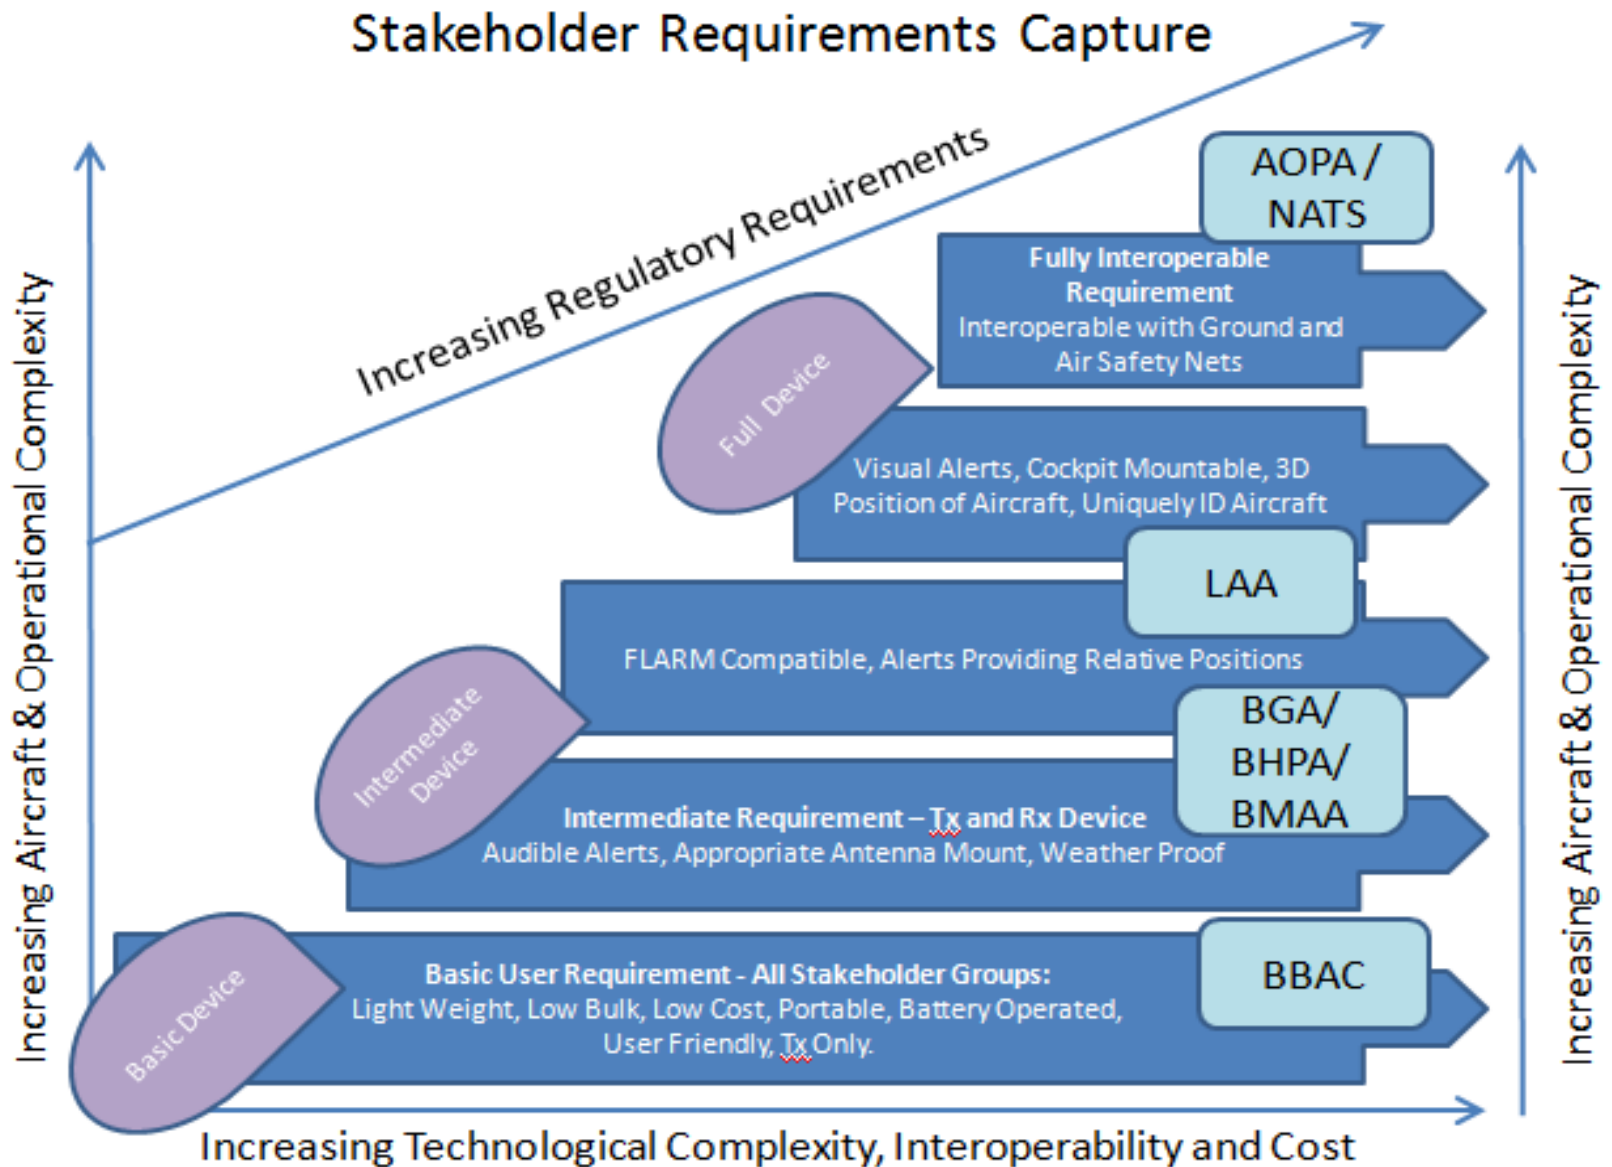 Stakeholder Requirements Capture
Increasing Regulatory Requirements
Increasing Aircraft & Operational Complexity
AOPA /
NATS
Fully Interoperable
Requirement
Interoperable with Ground and
Air Safety Nets
Full Device
Visual Alerts, Cockpit Mountable, 3D
Position of Aircraft, Uniquely ID Aircraft
LAA
FLARM Compatible, Alerts Providing Relative Positions
Intermediate
Device
BGA/
BHPA/
BMAA
Intermediate Requirement – Tx and Rx Device
Audible Alerts, Appropriate Antenna Mount, Weather Proof
Basic Device
Basic User Requirement - All Stakeholder Groups:
Light Weight, Low Bulk, Low Cost, Portable, Battery Operated,
User Friendly, Tx Only.
BBAC
Increasing Aircraft & Operational Complexity
Increasing Technological Complexity, Interoperability and Cost